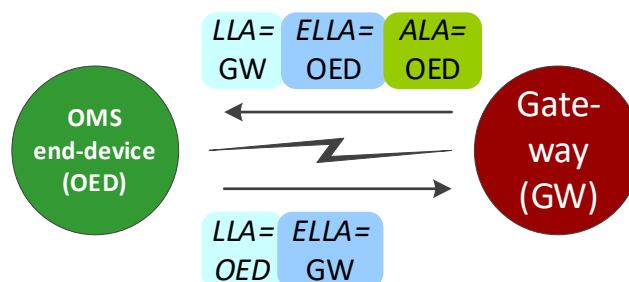 LLA= ELLA= ALA=
GW OED OED
OMS
end-device
(OED)
Gate-
way
(GW)
LLA= ELLA=
OED GW